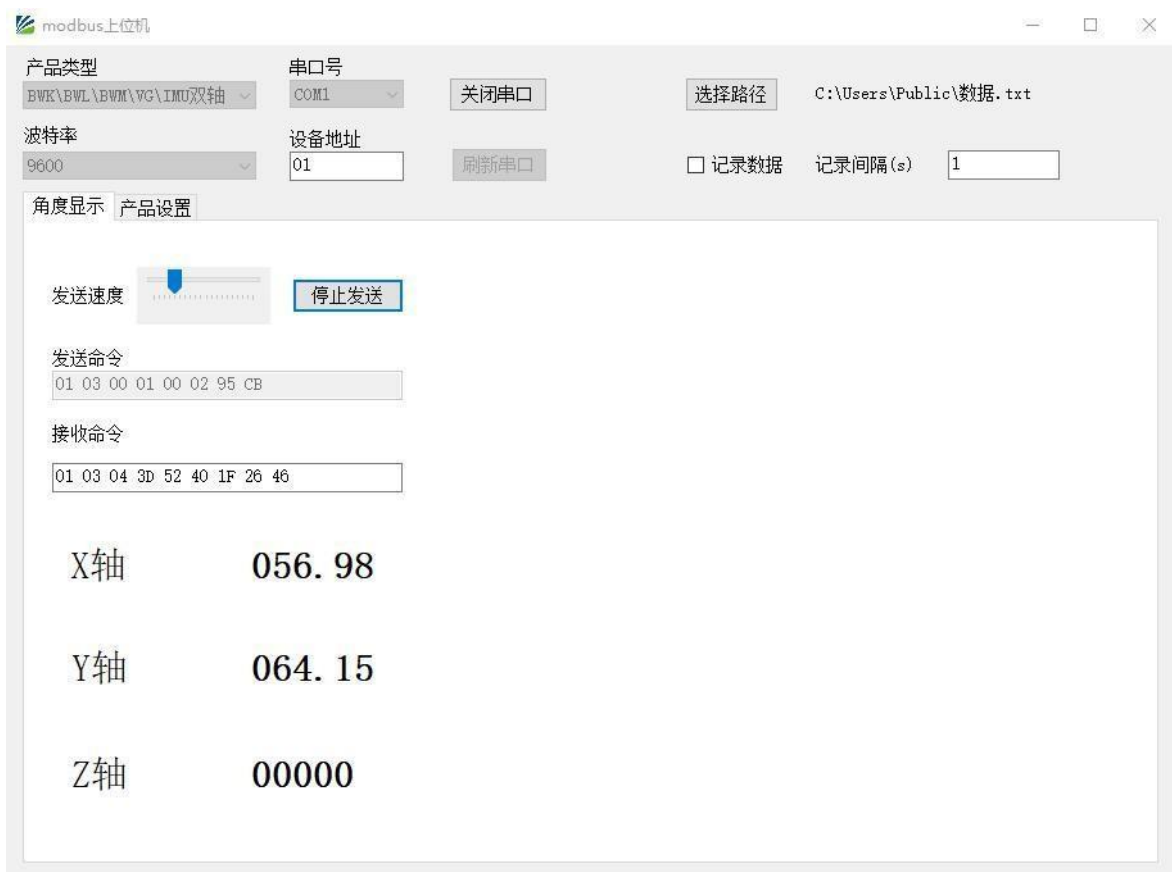 modbus上位机
产品类型 串口号
BWK\BWL\BWM\VG\IMU双轴 COM1 关闭串口 选择路径 C:\Users\Public\数据.txt
波特率 设备地址
9600 01 刷新串口 记录数据 记录间隔(s) 1
角度显示 产品设置
发送速度 停止发送
发送命令
01 03 00 01 00 02 95 CB
接收命令
01 03 04 3D 52 40 1F 26 46
X轴 056.98
Y轴 064.15
Z轴 00000